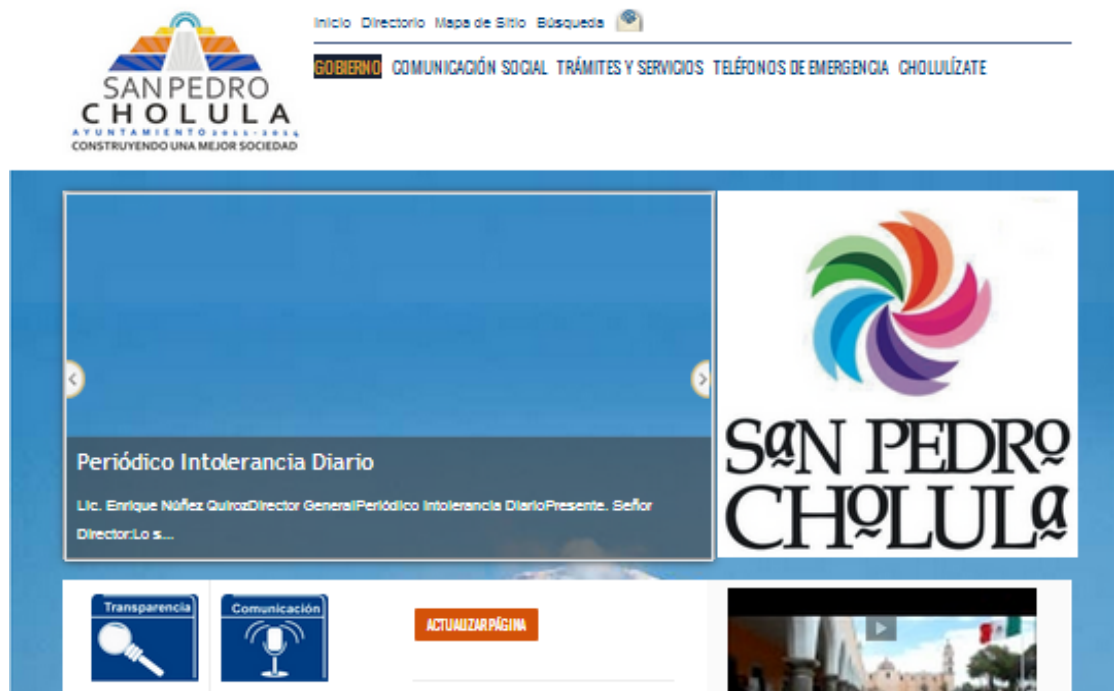 Inicio Directorio Mapa de Sitio Búsqueda
GOBIERNO COMUNICACIÓN SOCIAL TRÁMITES Y SERVICIOS TELÉFONOS DE EMERGENCIA CHOLULÍZATE
SAN PEDRO
CHOLULA
AYUNTAMIENTO 2011-2014
CONSTRUYENDO UNA MEJOR SOCIEDAD
SaN PEDRo
CHoLULa
Periódico Intolerancia Diario
Lic. Enrique Núñez QuirozDirector GeneralPeriódico Intolerancia DiarioPresente. Señor
Director:Lo s...
Transparencia
Comunicación
ACTUALIZAR PÁGINA